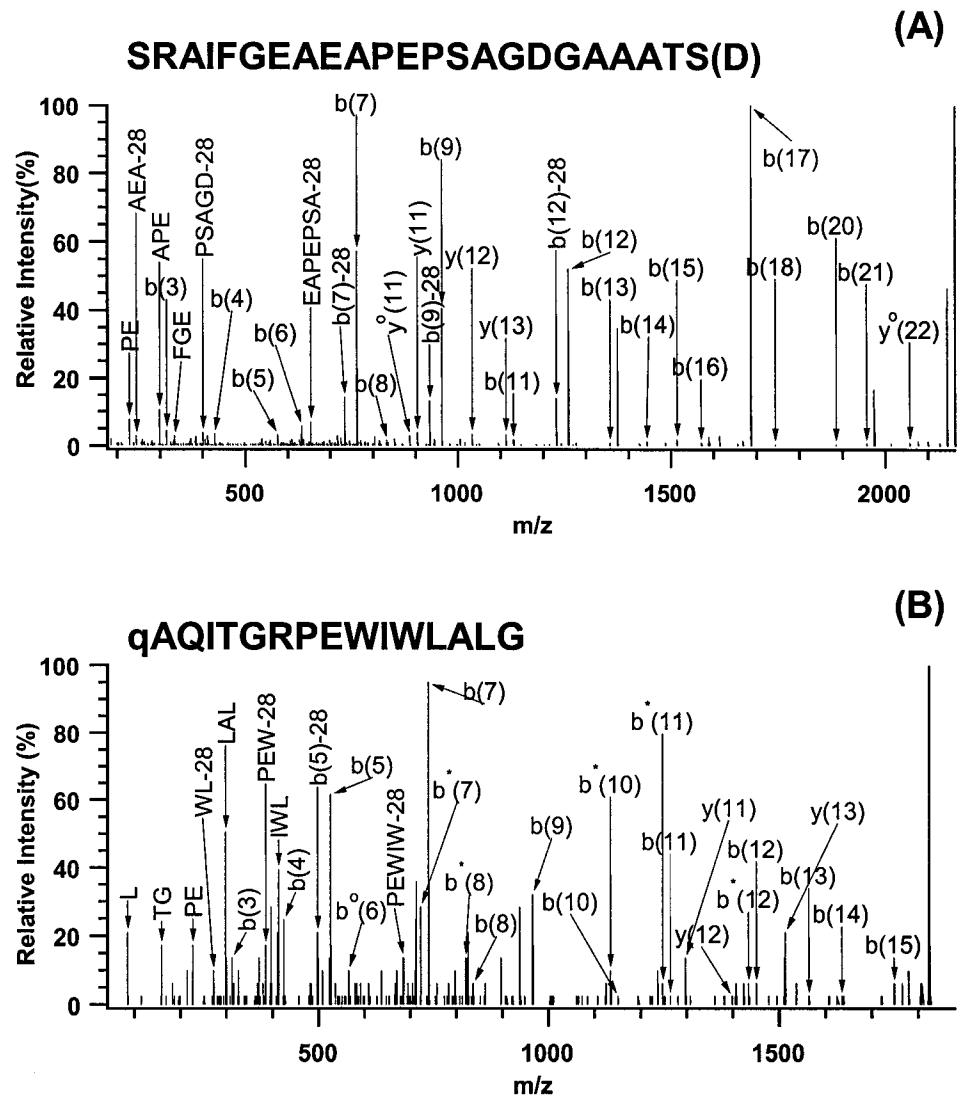 (A)
SRAIFGEAEAPEPSAGDGAAATS(D)
Relative Intensity(%)
100
80
60
40
20
0
PE
AEA-28
APE
b(3)
FGE
PSAGD-28
b(4)
b(5)
b(6)
EAPEPSA-28
b(7)-28
b(7)
b(8)
y°(11)
y(11)
b(9)-28
b(9)
y(12)
y(13)
b(11)
b(12)-28
b(12)
b(13)
b(14)
b(15)
b(16)
b(17)
b(18)
b(20)
b(21)
y°(22)
500
1000
1500
2000
m/z
(B)
qAQITGRPEWIWLALG
Relative Intensity (%)
100
80
60
40
20
0
L
TG
PE
WL-28
LAL
b(3)
PEW-28
IWL
b(4)
b(5)-28
b(5)
b°(6)
PEWIW-28
b(7)
b*(7)
b*(8)
b(8)
b(9)
b(10)
b*(10)
b*(11)
b(11)
y(11)
y(12)
b*(12)
b(12)
y(13)
b(13)
b(14)
b(15)
500
1000
1500
m/z